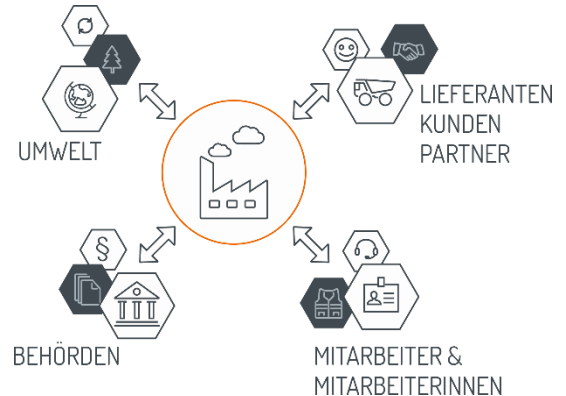 UMWELT
LIEFERANTEN
KUNDEN
PARTNER
§
BEHÖRDEN
MITARBEITER &
MITARBEITERINNEN